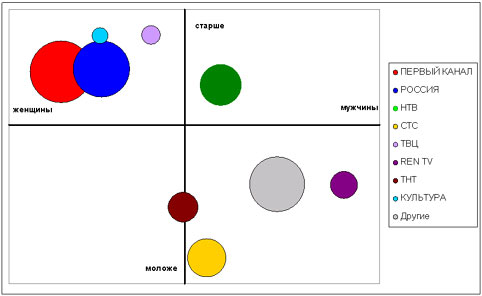 старше
женщины
мужчины
моложе
ПЕРВЫЙ КАНАЛ
РОССИЯ
НТВ
СТС
ТВЦ
REN TV
ТНТ
КУЛЬТУРА
Другие